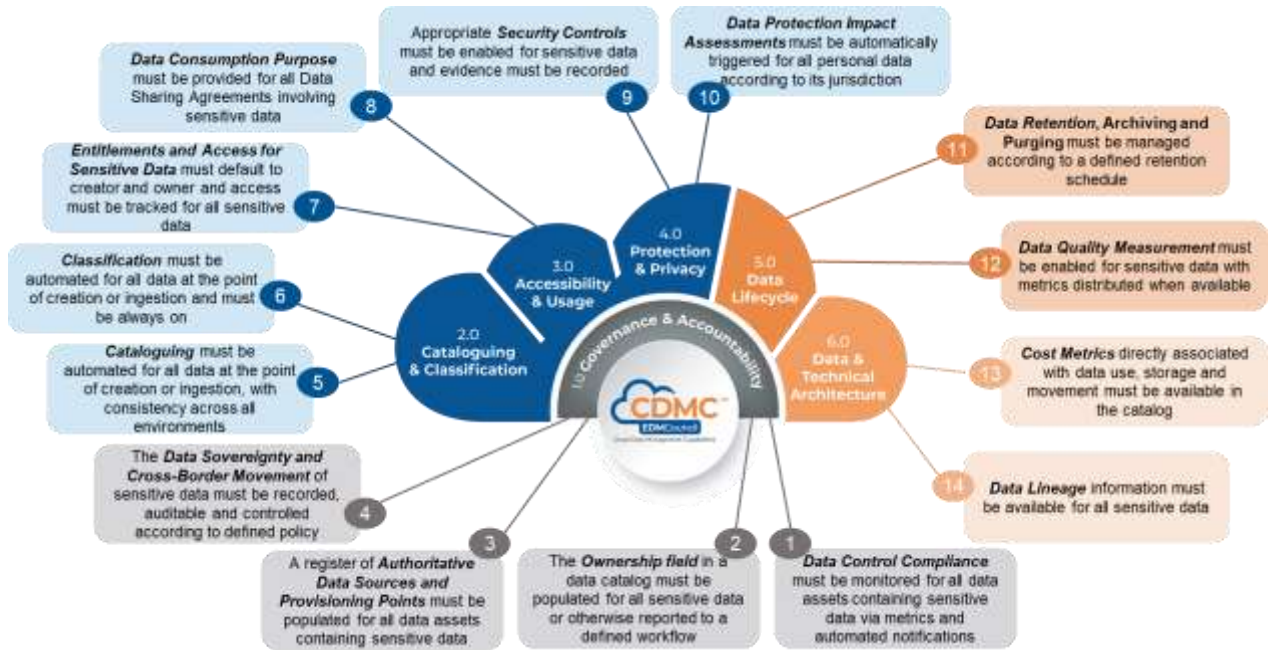 Data Consumption Purpose
must be provided for all Data
Sharing Agreements involving
sensitive data
8
Appropriate Security Controls
must be enabled for sensitive data
and evidence must be recorded
9
Data Protection Impact
Assessments must be automatically
triggered for all personal data
according to its jurisdiction
10
Entitlements and Access for
Sensitive Data must default to
creator and owner and access
must be tracked for all sensitive
data
7
Data Retention, Archiving and
Purging must be managed
according to a defined retention
schedule
11
Classification must be
automated for all data at the point
of creation or ingestion and must
be always on
6
Data Quality Measurement must
be enabled for sensitive data with
metrics distributed when available
12
Cataloguing must be
automated for all data at the point
of creation or ingestion, with
consistency across all
environments
5
Cost Metrics directly associated
with data use, storage and
movement must be available in
the catalog
13
2.0
Cataloguing
& Classification
3.0
Accessibility
& Usage
4.0
Protection
& Privacy
5.0
Data
Lifecycle
6.0
Data &
Technical
Architecture
1.0 Governance & Accountability
CDMC™
EDMCouncil
The Data Sovereignty and
Cross-Border Movement of
sensitive data must be recorded,
auditable and controlled
according to defined policy
4
Data Lineage information must
be available for all sensitive data
14
A register of Authoritative
Data Sources and
Provisioning Points must be
populated for all data assets
containing sensitive data
3
The Ownership field in a
data catalog must be
populated for all sensitive data
or otherwise reported to a
defined workflow
2
Data Control Compliance
must be monitored for all data
assets containing sensitive
data via metrics and
automated notifications
1